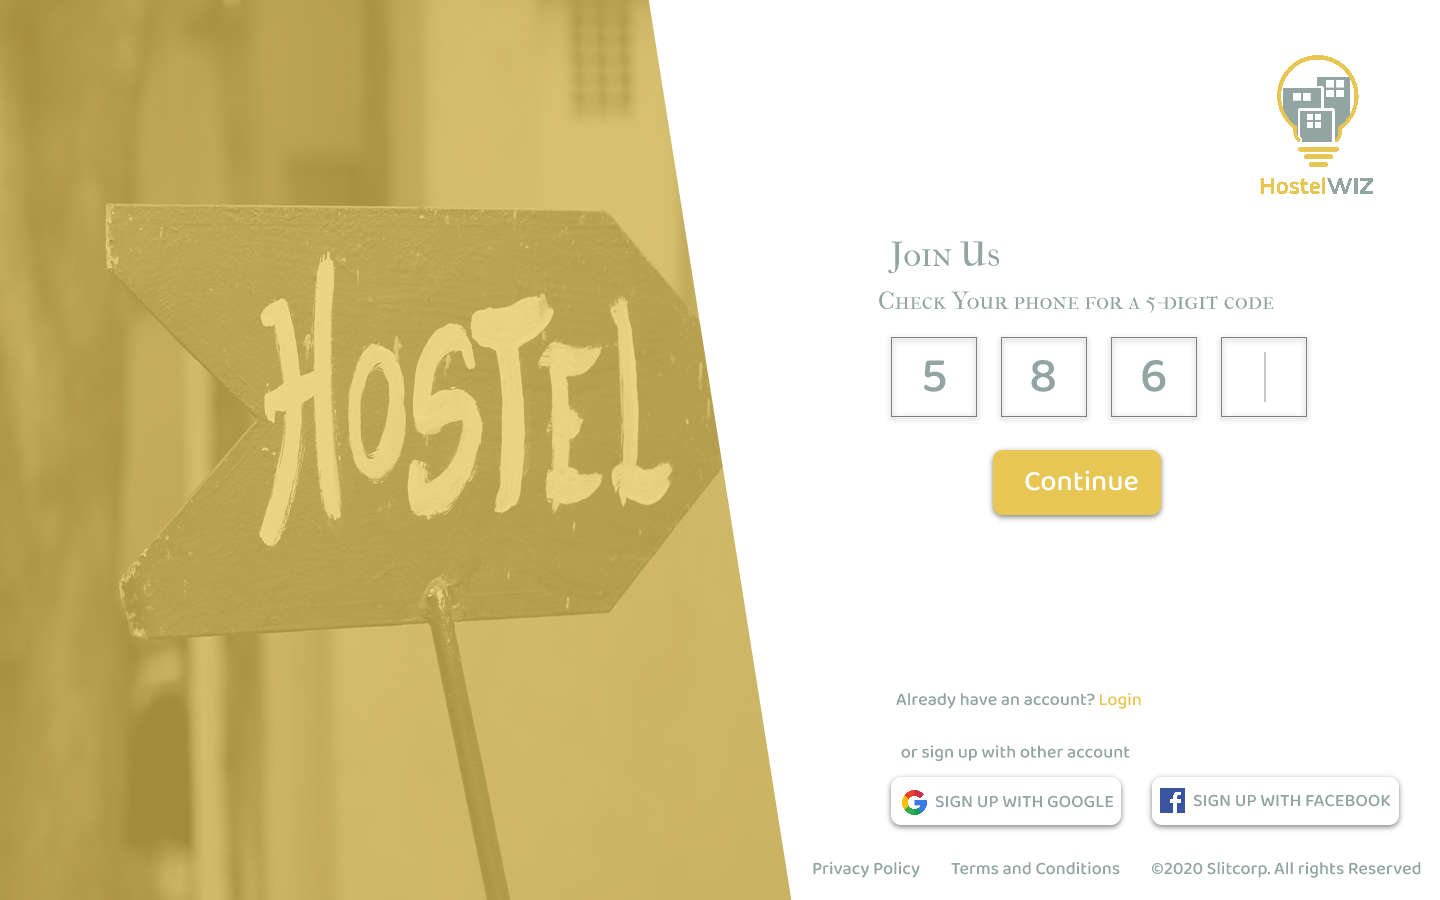 HOSTEL
HostelWIZ
Join Us
Check Your phone for a 5-digit code
5 8 6
Continue
Already have an account? Login
or sign up with other account
SIGN UP WITH GOOGLE SIGN UP WITH FACEBOOK
Privacy Policy Terms and Conditions ©2020 Slitcorp. All rights Reserved